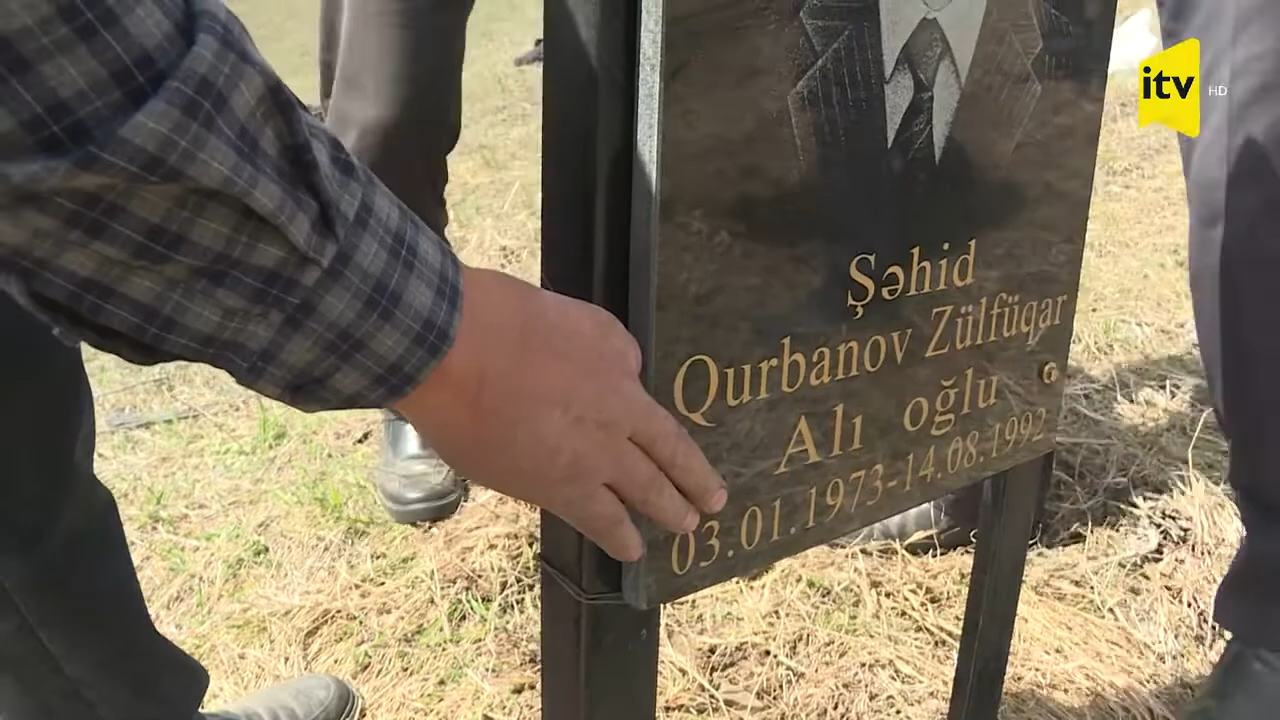 itv HD
Şəhid
Qurbanov Zülfüqar
Alı oğlu
03.01.1973-14.08.1992